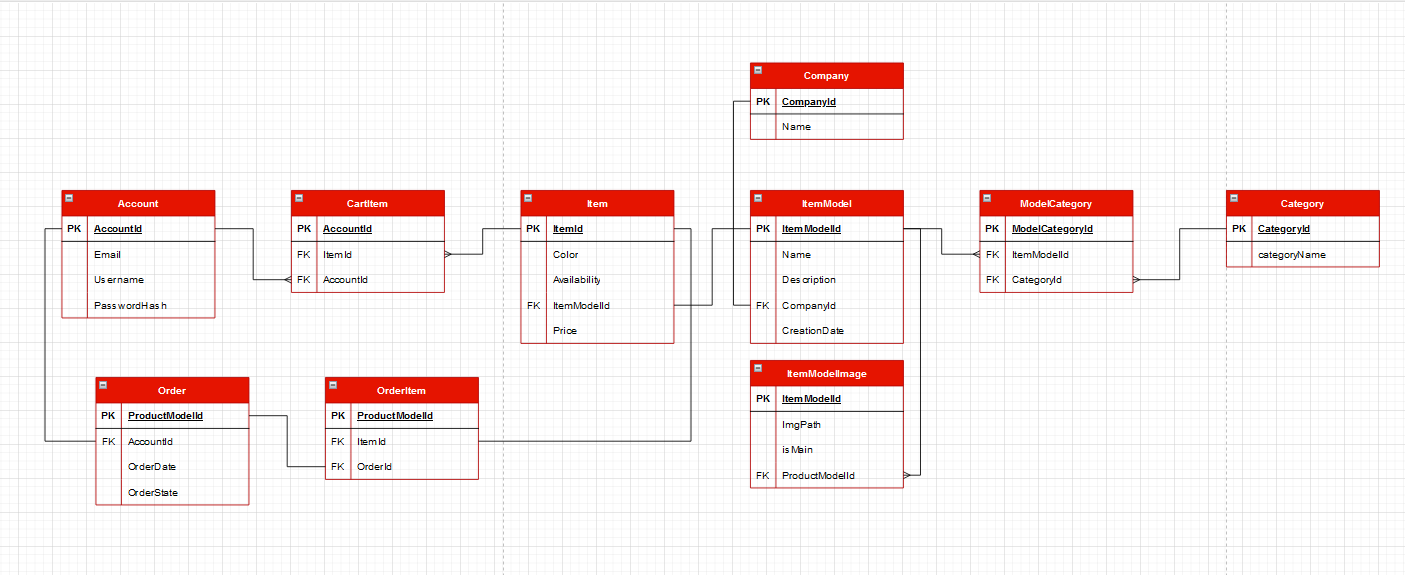 Company
PK CompanyId
Name
Account
PK AccountId
Email
Username
PasswordHash
CartItem
PK AccountId
FK ItemId
FK AccountId
Item
PK ItemId
Color
Availability
FK ItemModelId
Price
ItemModel
PK ItemModelId
Name
Description
FK CompanyId
CreationDate
ModelCategory
PK ModelCategoryId
FK ItemModelId
FK CategoryId
Category
PK CategoryId
categoryName
Order
PK ProductModelId
FK AccountId
OrderDate
OrderState
OrderItem
PK ProductModelId
FK ItemId
FK OrderId
ItemModelImage
PK ItemModelId
ImgPath
isMain
FK ProductModelId